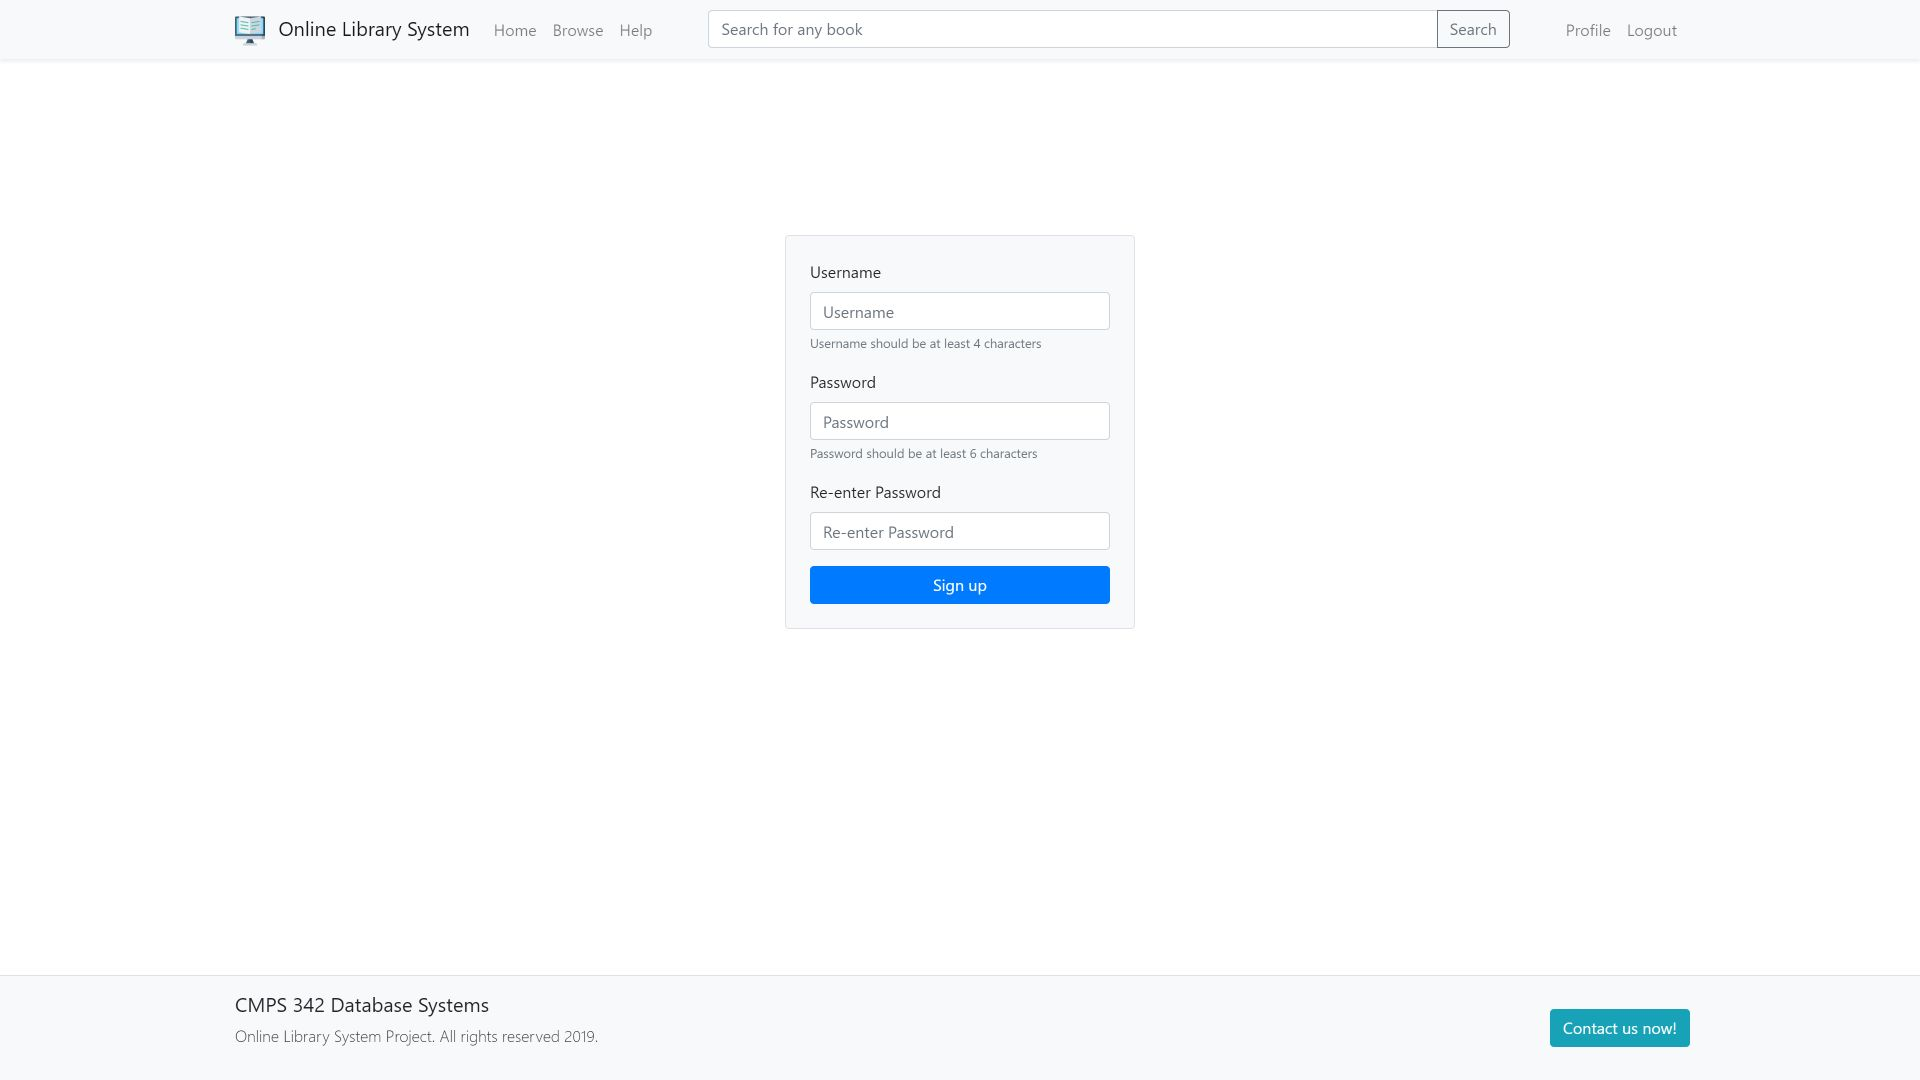 Online Library System Home Browse Help Search for any book Search Profile Logout
Username
Username
Username should be at least 4 characters
Password
Password
Password should be at least 6 characters
Re-enter Password
Re-enter Password
Sign up
CMPS 342 Database Systems
Online Library System Project. All rights reserved 2019.
Contact us now!